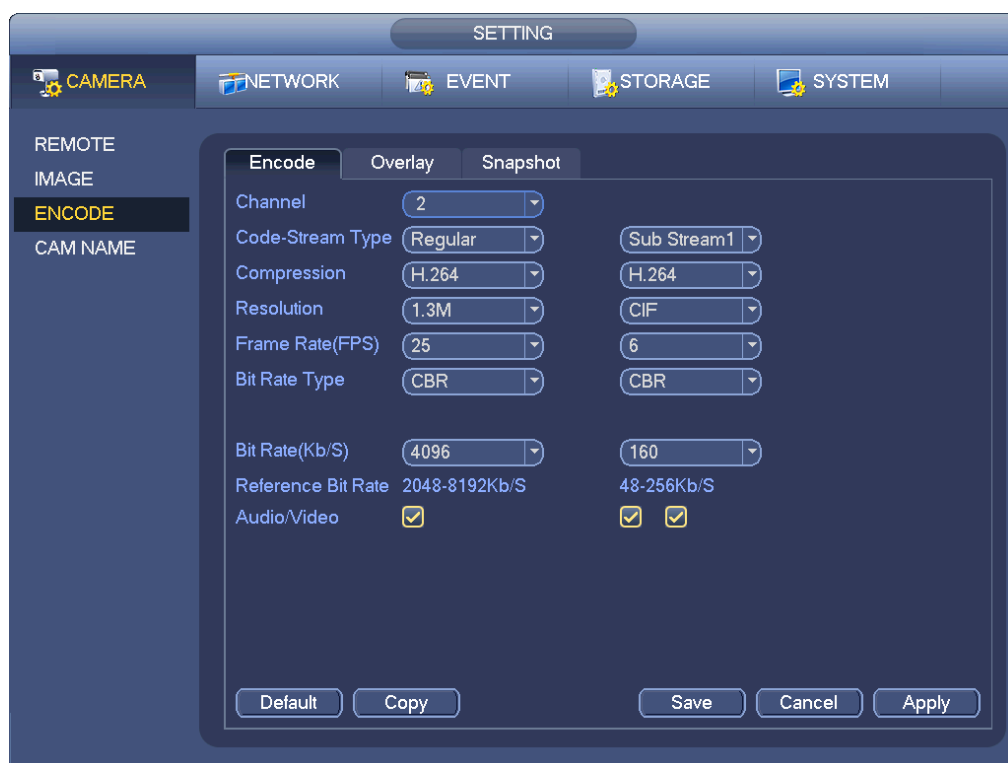 SETTING
CAMERA NETWORK EVENT STORAGE SYSTEM
REMOTE
IMAGE
ENCODE
CAM NAME
Encode Overlay Snapshot
Channel 2
Code-Stream Type Regular Sub Stream1
Compression H.264 H.264
Resolution 1.3M CIF
Frame Rate(FPS) 25 6
Bit Rate Type CBR CBR
Bit Rate(Kb/S) 4096 160
Reference Bit Rate 2048-8192Kb/S 48-256Kb/S
Audio/Video
Default Copy Save Cancel Apply